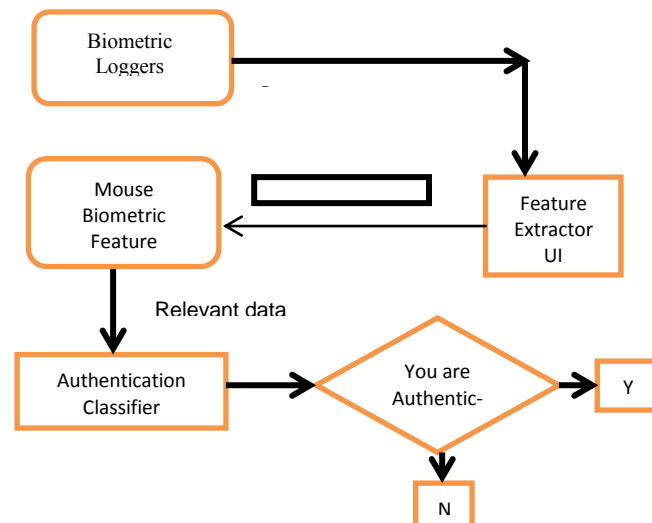 Biometric
Loggers
Mouse
Biometric
Feature
Feature
Extractor
UI
Relevant data
Authentication
Classifier
You are
Authentic-
Y
N